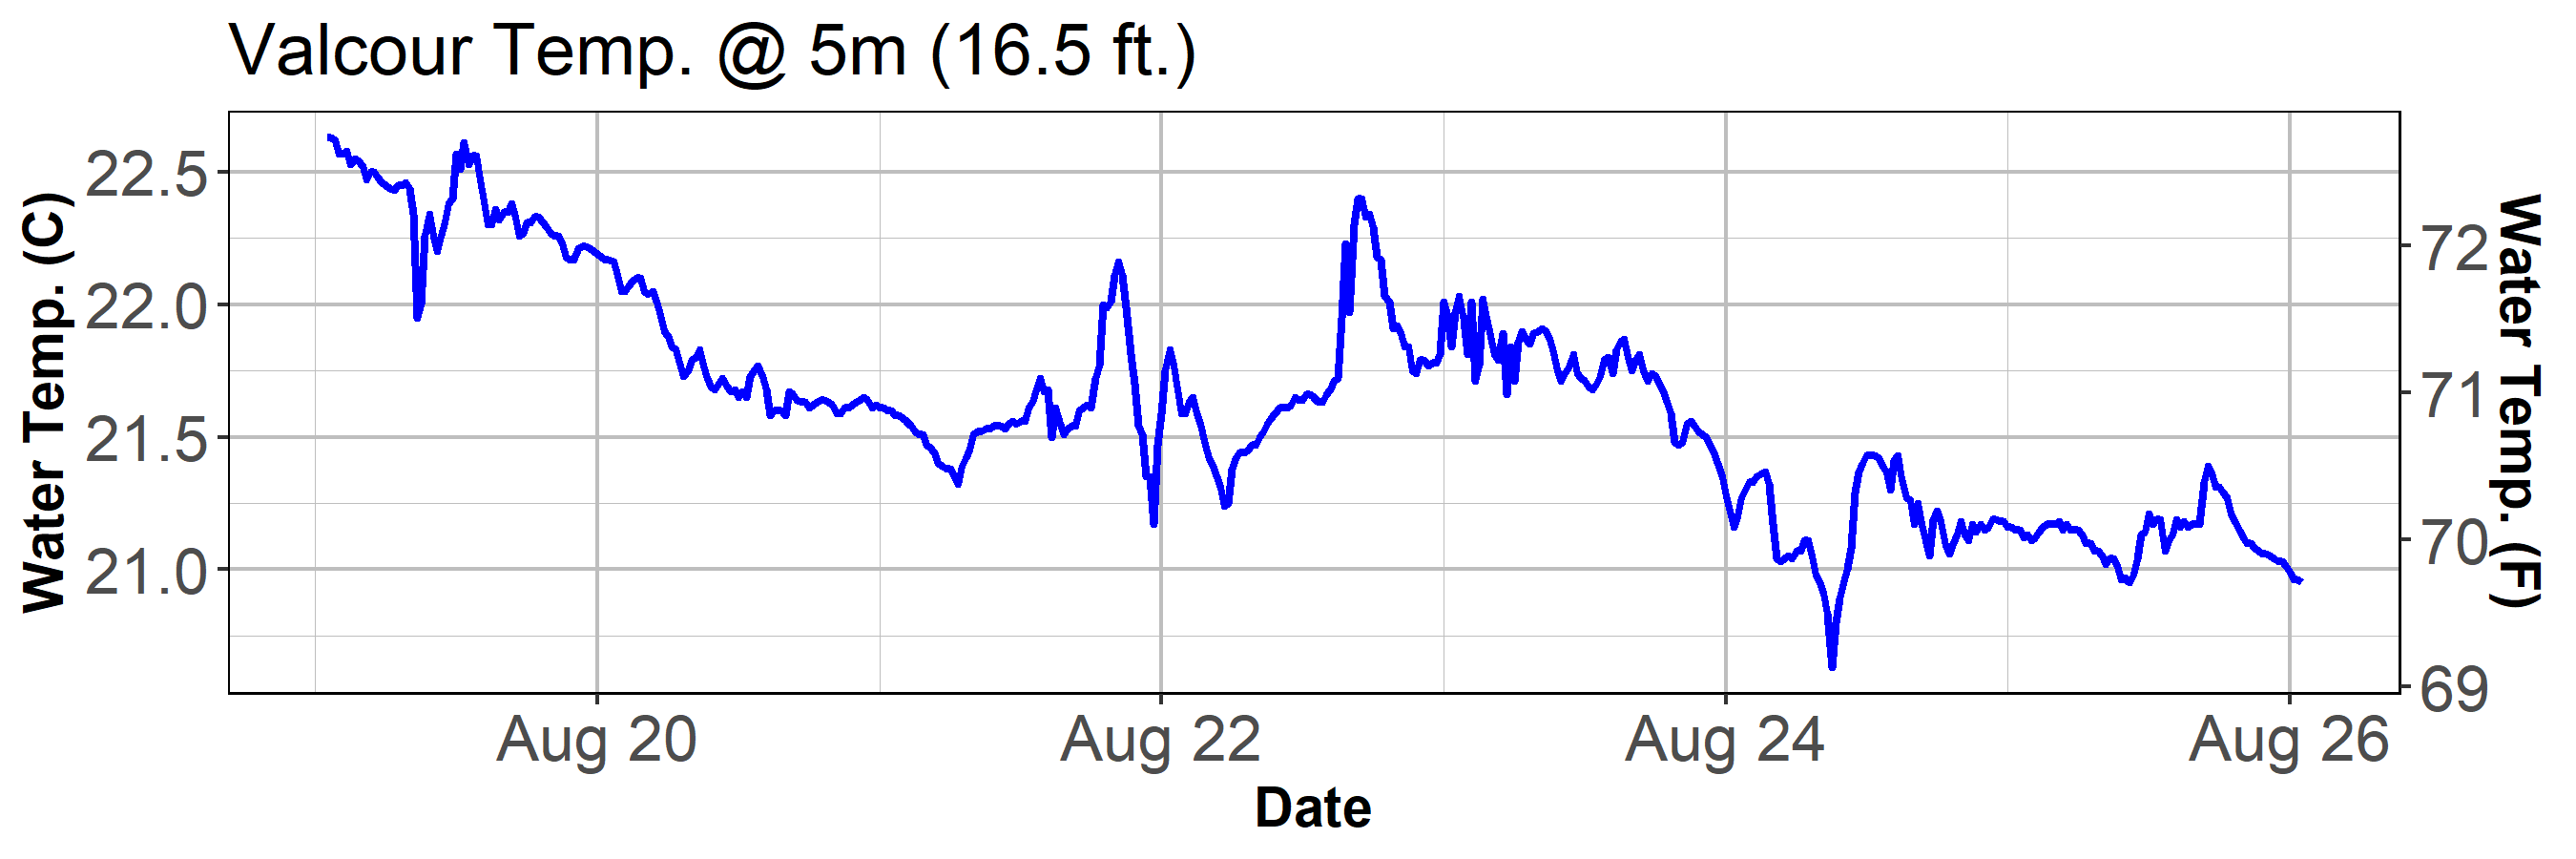 Valcour Temp. @ 5m (16.5 ft.)
Water Temp. (C)
22.5
22.0
21.5
21.0
72
71
70
69
Water Temp. (F)
Aug 20 Aug 22 Aug 24 Aug 26
Date